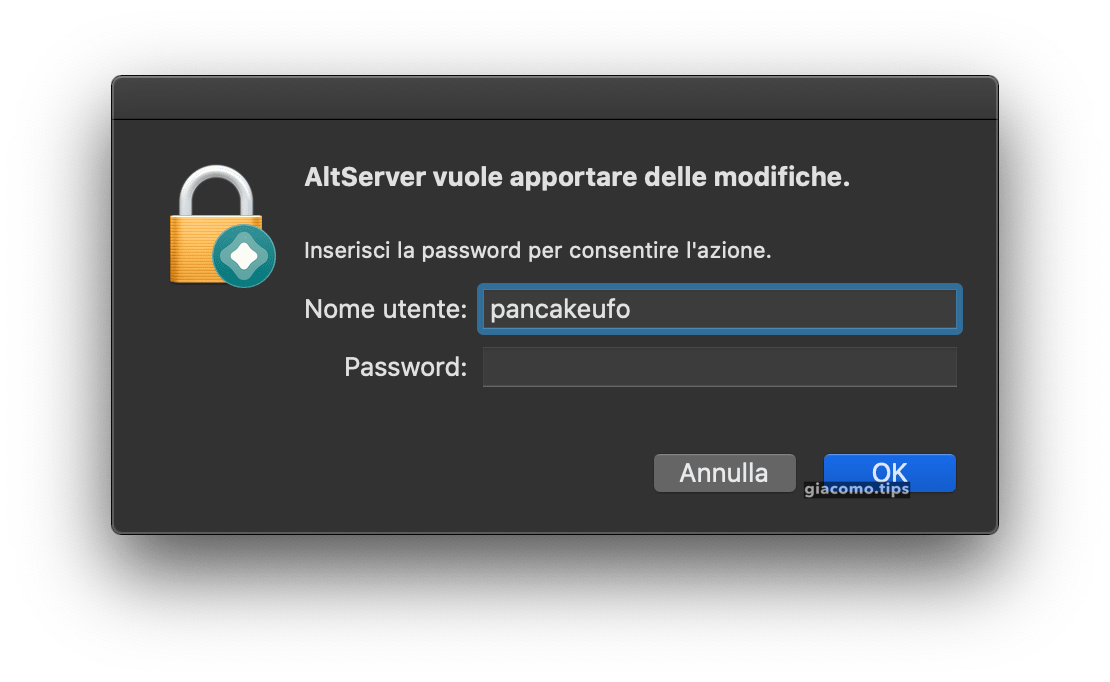 AltServer vuole apportare delle modifiche.
Inserisci la password per consentire l'azione.
Nome utente: pancakeufo
Password:
Annulla OK
giacomo.tips